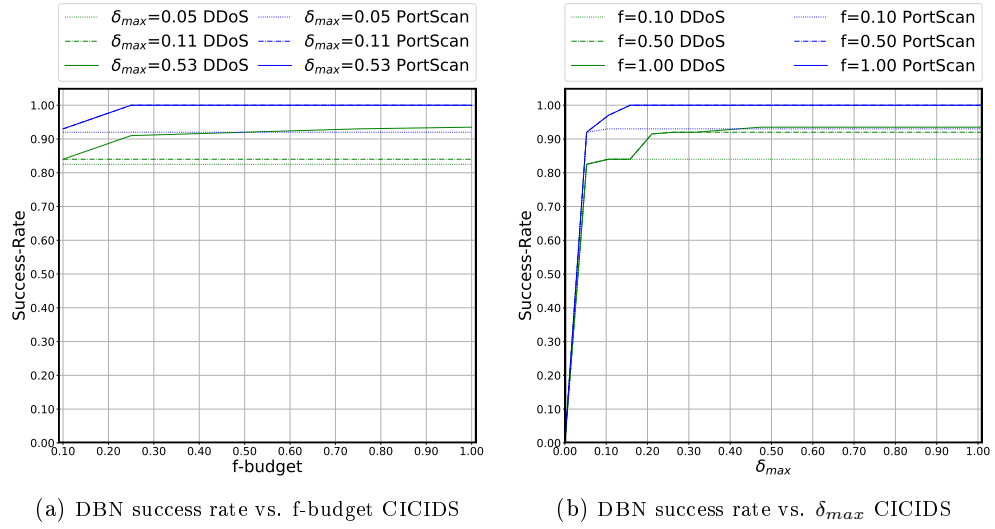 δmax=0.05 DDoS δmax=0.05 PortScan
δmax=0.11 DDoS δmax=0.11 PortScan
δmax=0.53 DDoS δmax=0.53 PortScan
1.00
0.90
0.80
0.70
0.60
0.50
0.40
0.30
0.20
0.10
0.00
Success-Rate
0.10 0.20 0.30 0.40 0.50 0.60 0.70 0.80 0.90 1.00
f-budget
(a) DBN success rate vs. f-budget CICIDS
f=0.10 DDoS f=0.10 PortScan
f=0.50 DDoS f=0.50 PortScan
f=1.00 DDoS f=1.00 PortScan
1.00
0.90
0.80
0.70
0.60
0.50
0.40
0.30
0.20
0.10
0.00
Success-Rate
0.00 0.10 0.20 0.30 0.40 0.50 0.60 0.70 0.80 0.90 1.00
δmax
(b) DBN success rate vs. δmax CICIDS